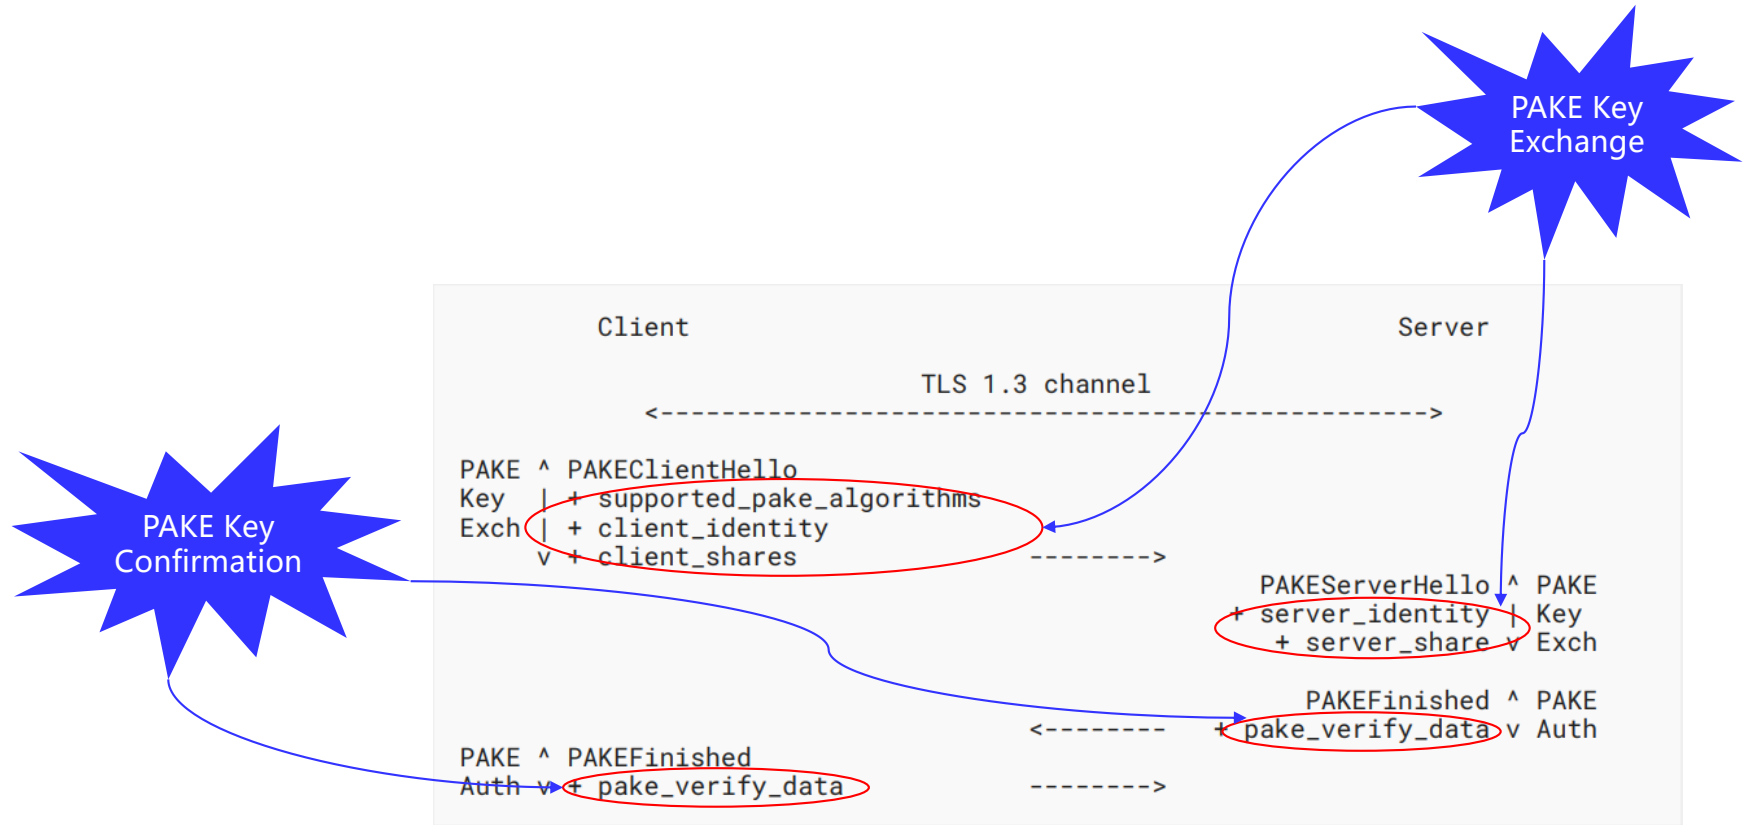 PAKE Key
Exchange
Client Server
TLS 1.3 channel
<-------------------------------------------------->
PAKE ^ PAKEClientHello
Key | + supported_pake_algorithms
Exch | + client_identity
v + client_shares -------->
PAKEServerHello ^ PAKE
+ server_identity | Key
+ server_share v Exch
PAKEFinished ^ PAKE
<-------- + pake_verify_data v Auth
PAKE ^ PAKEFinished
Auth v + pake_verify_data -------->
PAKE Key
Confirmation